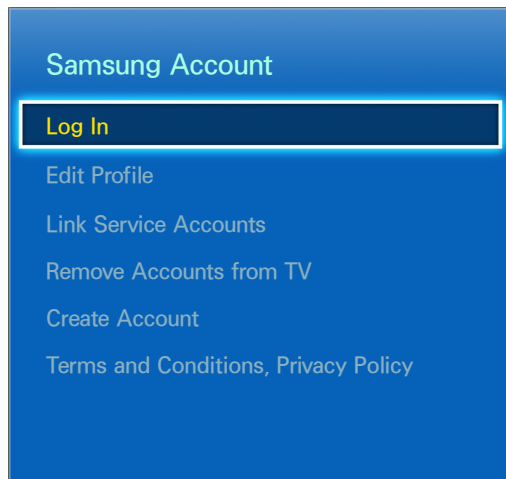 Samsung Account
Log In
Edit Profile
Link Service Accounts
Remove Accounts from TV
Create Account
Terms and Conditions, Privacy Policy